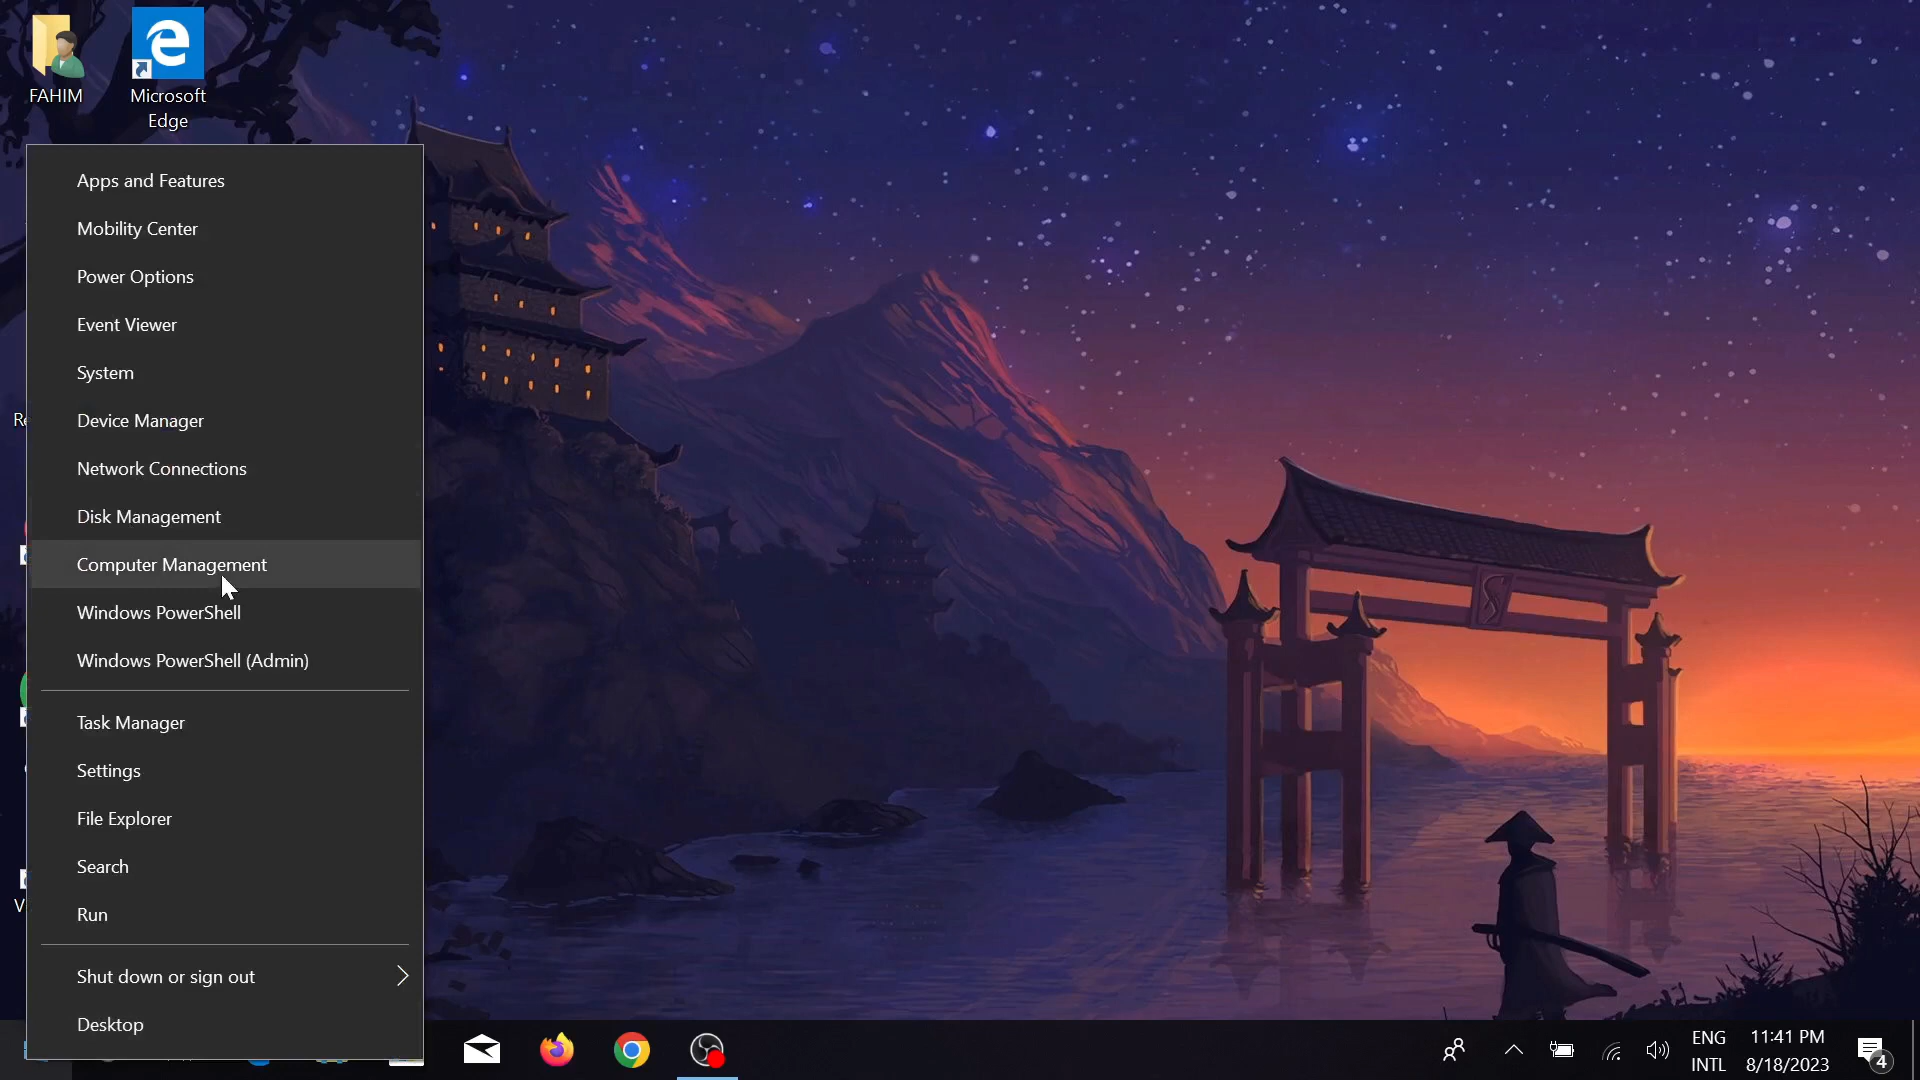 FAHIM
Microsoft
Edge
Apps and Features
Mobility Center
Power Options
Event Viewer
System
Device Manager
Network Connections
Disk Management
Computer Management
Windows PowerShell
Windows PowerShell (Admin)
Task Manager
Settings
File Explorer
Search
Run
Shut down or sign out
Desktop
ENG
INTL
11:41 PM
8/18/2023
4